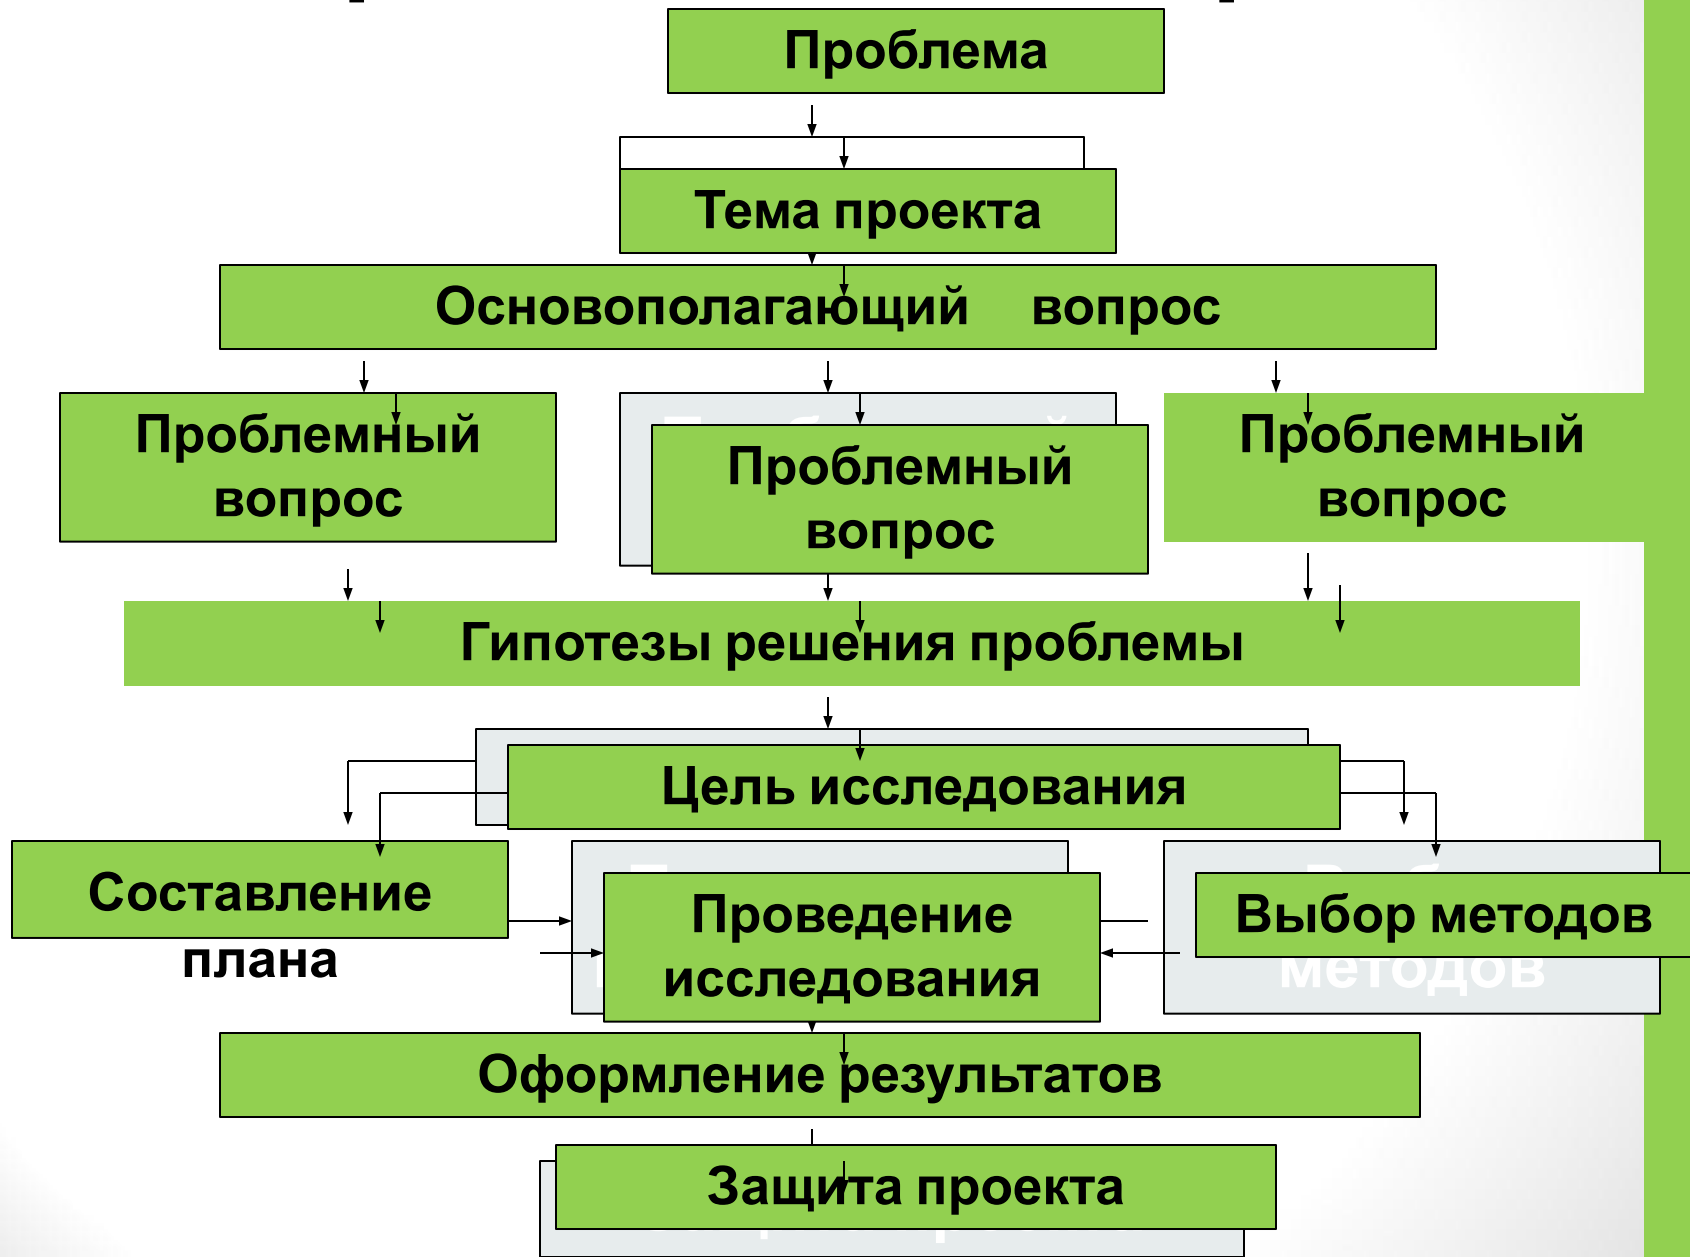 Проблема
Тема проекта
Основополагающий вопрос
Проблемный
вопрос
Проблемный
вопрос
Проблемный
вопрос
Гипотезы решения проблемы
Цель исследования
Составление
плана
Проведение
исследования
Выбор методов
методов
Оформление результатов
Защита проекта